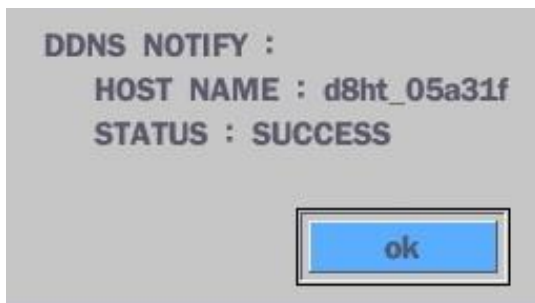 DDNS NOTIFY :
HOST NAME : d8ht_05a31f
STATUS : SUCCESS
ok